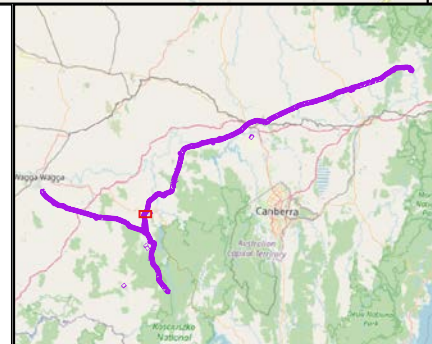 Wagga Wagga
Canberra
Australian
Capital Territory
Kosciuszko
National